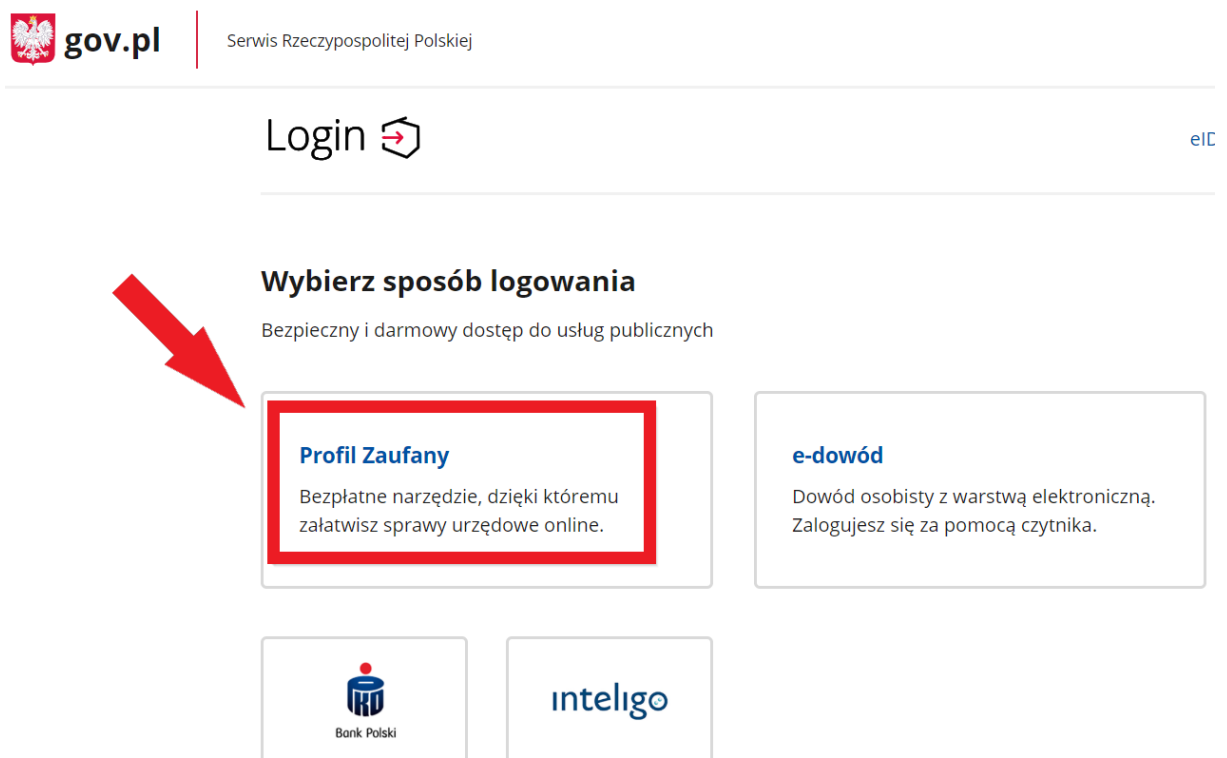 gov.pl
Serwis Rzeczypospolitej Polskiej
Login
eID
Wybierz sposób logowania
Bezpieczny i darmowy dostęp do usług publicznych
Profil Zaufany
Bezpłatne narzędzie, dzięki któremu
załatwisz sprawy urzędowe online.
e-dowód
Dowód osobisty z warstwą elektroniczną.
Zalogujesz się za pomocą czytnika.
PKO
Bank Polski
inteligo